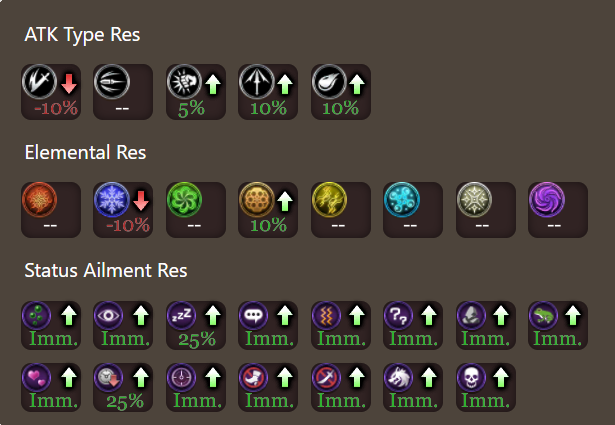 ATK Type Res
-10% -- 5% 10% 10%
Elemental Res
-- -10% -- 10% -- -- -- --
Status Ailment Res
Imm. Imm. zzZ 25% Imm. Imm. ?? Imm. Imm. Imm.
Imm. 25% Imm. Imm. Imm. Imm. Imm.